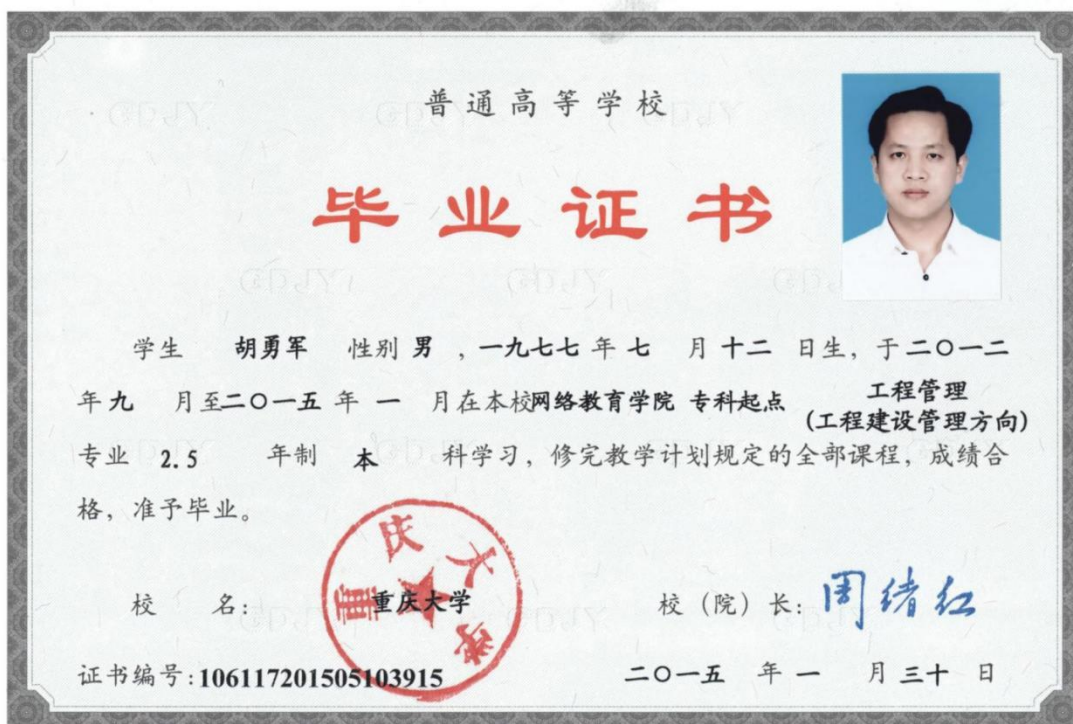 普通高等学校
毕业证书
学生 胡勇军 性别 男 ，一九七七 年 七 月 十二 日生，于 二〇一二
年 九 月至 二〇一五 年 一 月在本校 网络教育学院 专科起点 工程管理
(工程建设管理方向)
专业 2.5 年制 本 科学习，修完教学计划规定的全部课程，成绩合
格，准予毕业。
重庆大学
校 名： 重庆大学 校（院）长： 周绪红
证书编号：106117201505103915 二〇一五 年 一 月 三十 日